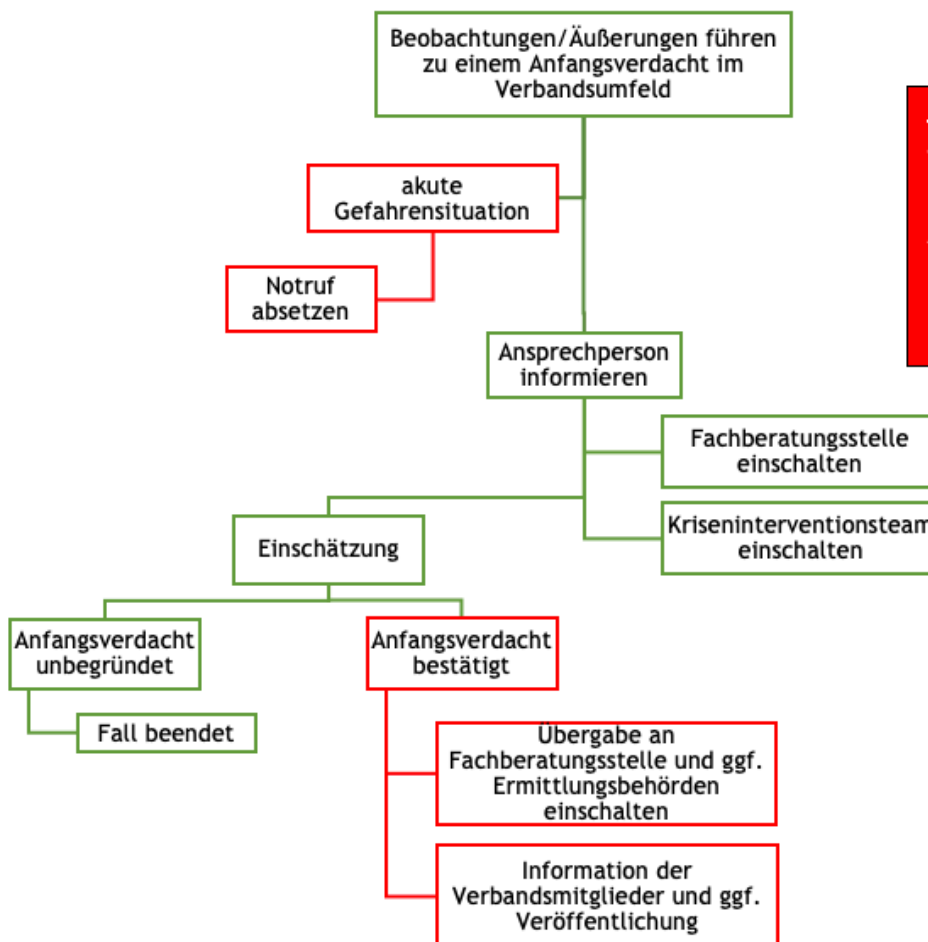 Beobachtungen/Äußerungen führen
zu einem Anfangsverdacht im
Verbandsumfeld
akute
Gefahrensituation
Notruf
absetzen
Ansprechperson
informieren
Fachberatungsstelle
einschalten
Kriseninterventionsteam
einschalten
Einschätzung
Anfangsverdacht
unbegründet
Anfangsverdacht
bestätigt
Fall beendet
Übergabe an
Fachberatungsstelle und ggf.
Ermittlungsbehörden
einschalten
Information der
Verbandsmitglieder und ggf.
Veröffentlichung